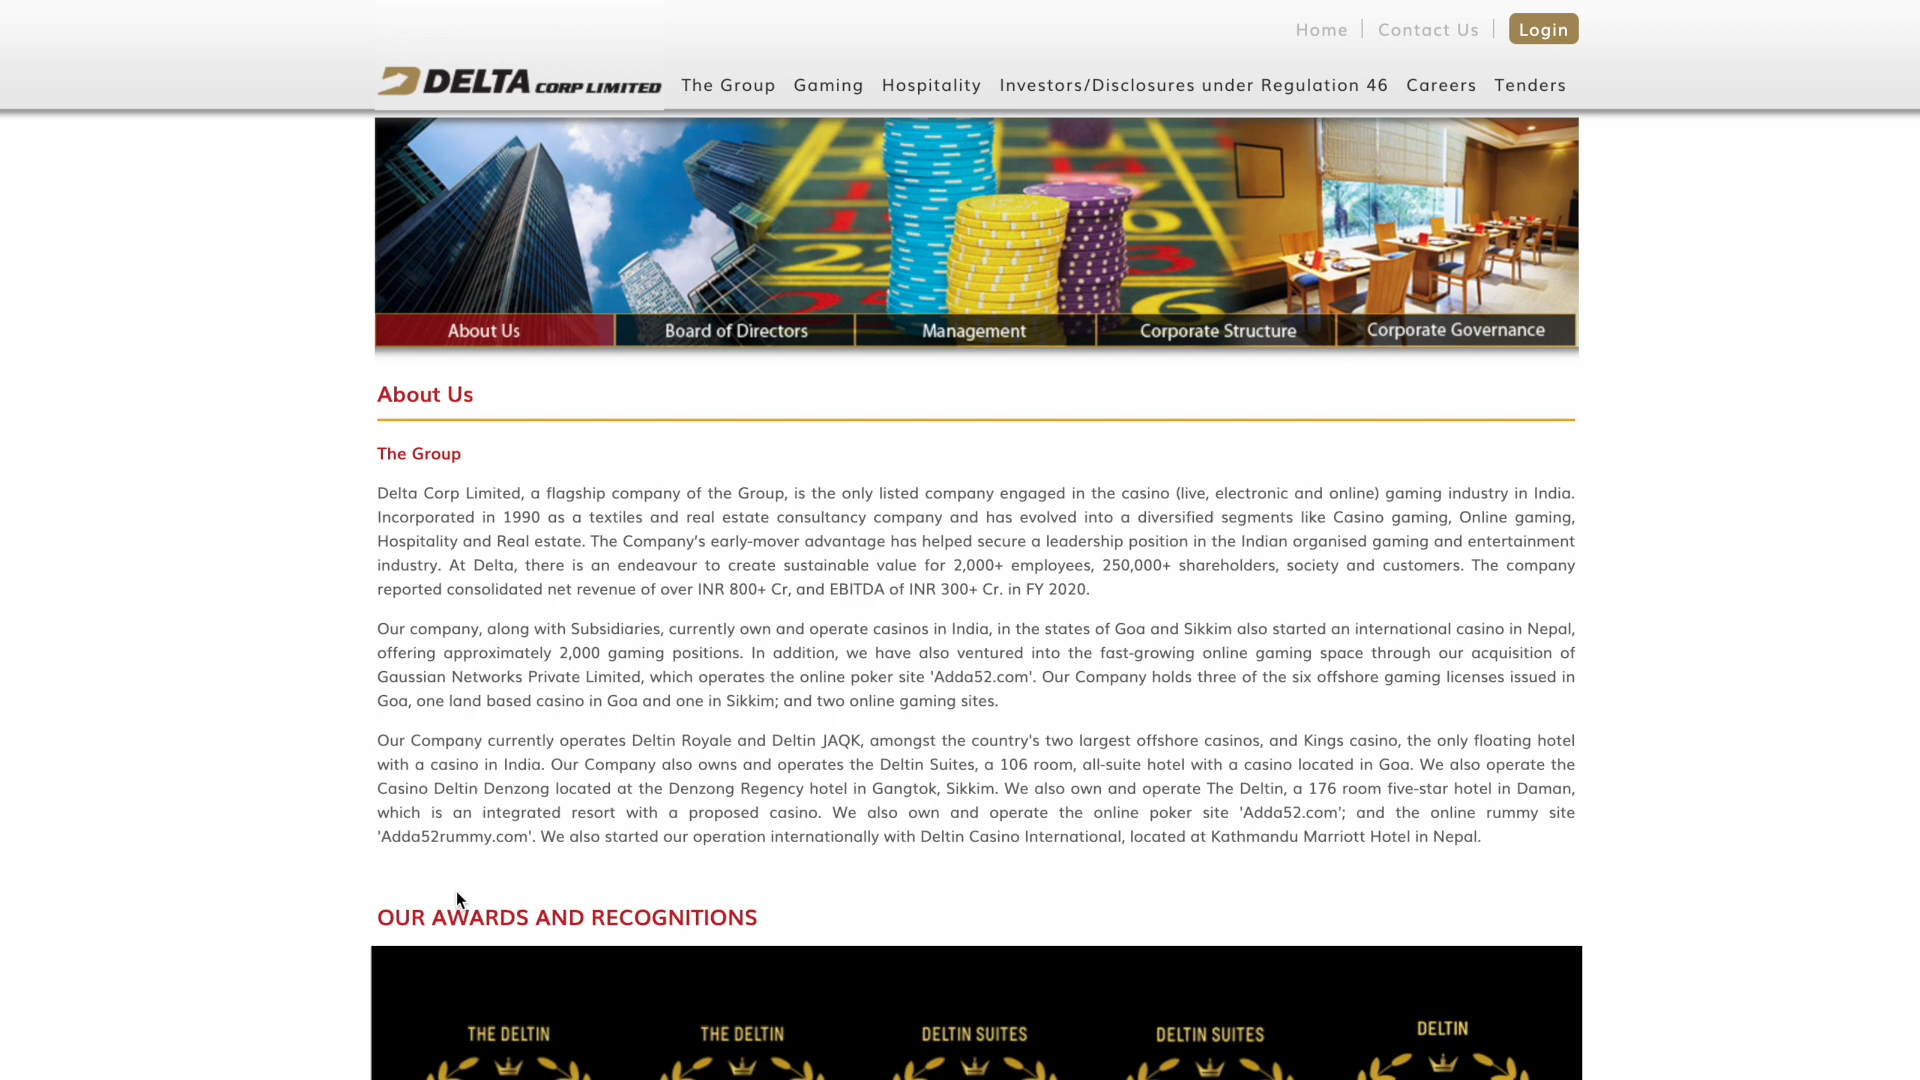 Home
Contact Us
Login
DELTA CORP LIMITED
The Group
Gaming
Hospitality
Investors/Disclosures under Regulation 46
Careers
Tenders
About Us
Board of Directors
Management
Corporate Structure
Corporate Governance
About Us
The Group
Delta Corp Limited, a flagship company of the Group, is the only listed company engaged in the casino (live, electronic and online) gaming industry in India.
Incorporated in 1990 as a textiles and real estate consultancy company and has evolved into a diversified segments like Casino gaming, Online gaming,
Hospitality and Real estate. The Company’s early-mover advantage has helped secure a leadership position in the Indian organised gaming and entertainment
industry. At Delta, there is an endeavour to create sustainable value for 2,000+ employees, 250,000+ shareholders, society and customers. The company
reported consolidated net revenue of over INR 800+ Cr, and EBITDA of INR 300+ Cr. in FY 2020.
Our company, along with Subsidiaries, currently own and operate casinos in India, in the states of Goa and Sikkim also started an international casino in Nepal,
offering approximately 2,000 gaming positions. In addition, we have also ventured into the fast-growing online gaming space through our acquisition of
Gaussian Networks Private Limited, which operates the online poker site 'Adda52.com'. Our Company holds three of the six offshore gaming licenses issued in
Goa, one land based casino in Goa and one in Sikkim; and two online gaming sites.
Our Company currently operates Deltin Royale and Deltin JAQK, amongst the country's two largest offshore casinos, and Kings casino, the only floating hotel
with a casino in India. Our Company also owns and operates the Deltin Suites, a 106 room, all-suite hotel with a casino located in Goa. We also operate the
Casino Deltin Denzong located at the Denzong Regency hotel in Gangtok, Sikkim. We also own and operate The Deltin, a 176 room five-star hotel in Daman,
which is an integrated resort with a proposed casino. We also own and operate the online poker site 'Adda52.com'; and the online rummy site
'Adda52rummy.com'. We also started our operation internationally with Deltin Casino International, located at Kathmandu Marriott Hotel in Nepal.
OUR AWARDS AND RECOGNITIONS
THE DELTIN
THE DELTIN
DELTIN SUITES
DELTIN SUITES
DELTIN